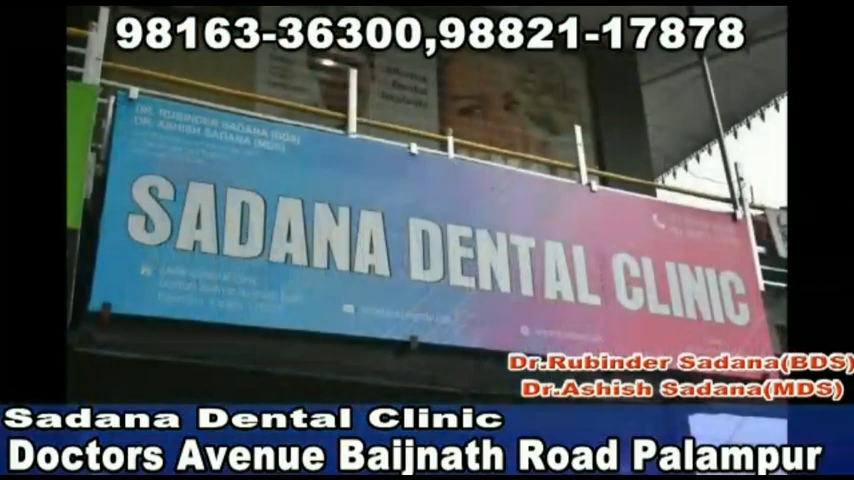 98163-36300,98821-17878
DR. RUBINDER SADANA (BDS)
DR. ASHISH SADANA (MDS)
SADANA DENTAL CLINIC
Dr.Rubinder Sadana(BDS)
Dr.Ashish Sadana(MDS)
Sadana Dental Clinic
Doctors Avenue Baijnath Road Palampur